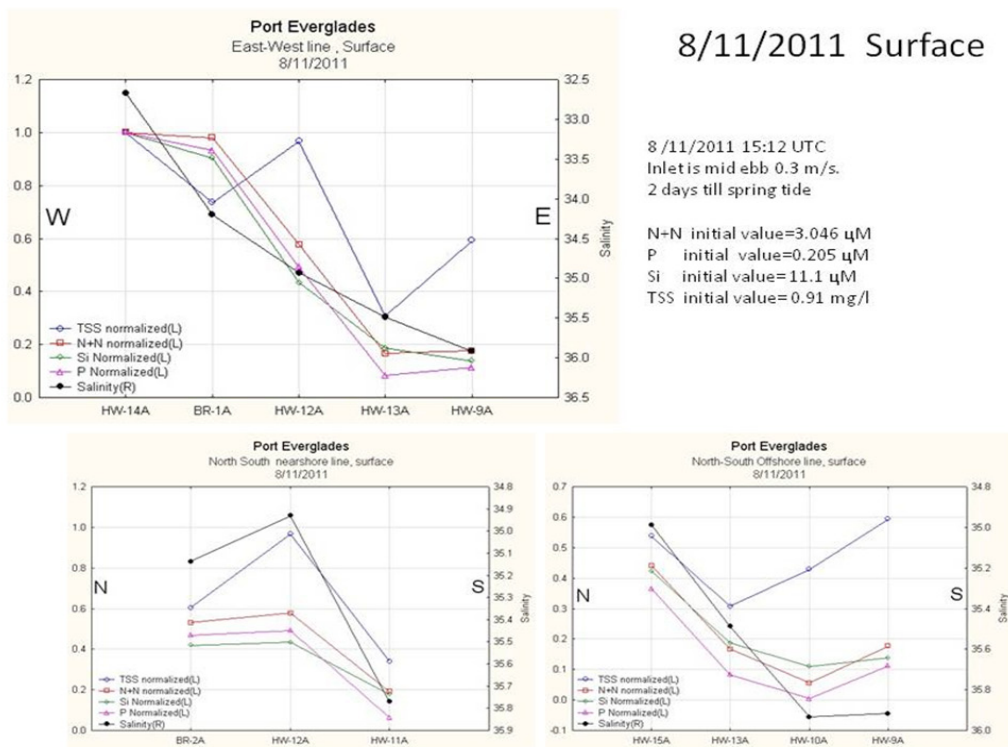 Port Everglades
East-West line , Surface
8/11/2011
1.2
1.0
0.8
0.6
0.4
0.2
0.0
W
E
32.5
33.0
33.5
34.0
34.5
35.0
35.5
36.0
36.5
Salinity
TSS normalized(L)
N+N normalized(L)
Si Normalized(L)
P Normalized(L)
Salinity(R)
HW-14A BR-1A HW-12A HW-13A HW-9A
8/11/2011 Surface
8 /11/2011 15:12 UTC
Inlet is mid ebb 0.3 m/s.
2 days till spring tide
N+N initial value=3.046 цM
P initial value=0.205 цM
Si initial value=11.1 цM
TSS initial value= 0.91 mg/l
Port Everglades
North South nearshore line, surface
8/11/2011
1.2
1.0
0.8
0.6
0.4
0.2
0.0
N
S
34.8
34.9
35.0
35.1
35.2
35.3
35.4
35.5
35.6
35.7
35.8
35.9
Salinity
TSS normalized(L)
N+N normalized(L)
Si Normalized(L)
P Normalized(L)
Salinity(R)
BR-2A HW-12A HW-11A
Port Everglades
North-South Offshore line, surface
8/11/2011
0.7
0.6
0.5
0.4
0.3
0.2
0.1
0.0
-0.1
N
S
34.8
35.0
35.2
35.4
35.6
35.8
36.0
Salinity
TSS normalized(L)
N+N normalized(L)
Si Normalized(L)
P Normalized(L)
Salinity(R)
HW-15A HW-13A HW-10A HW-9A